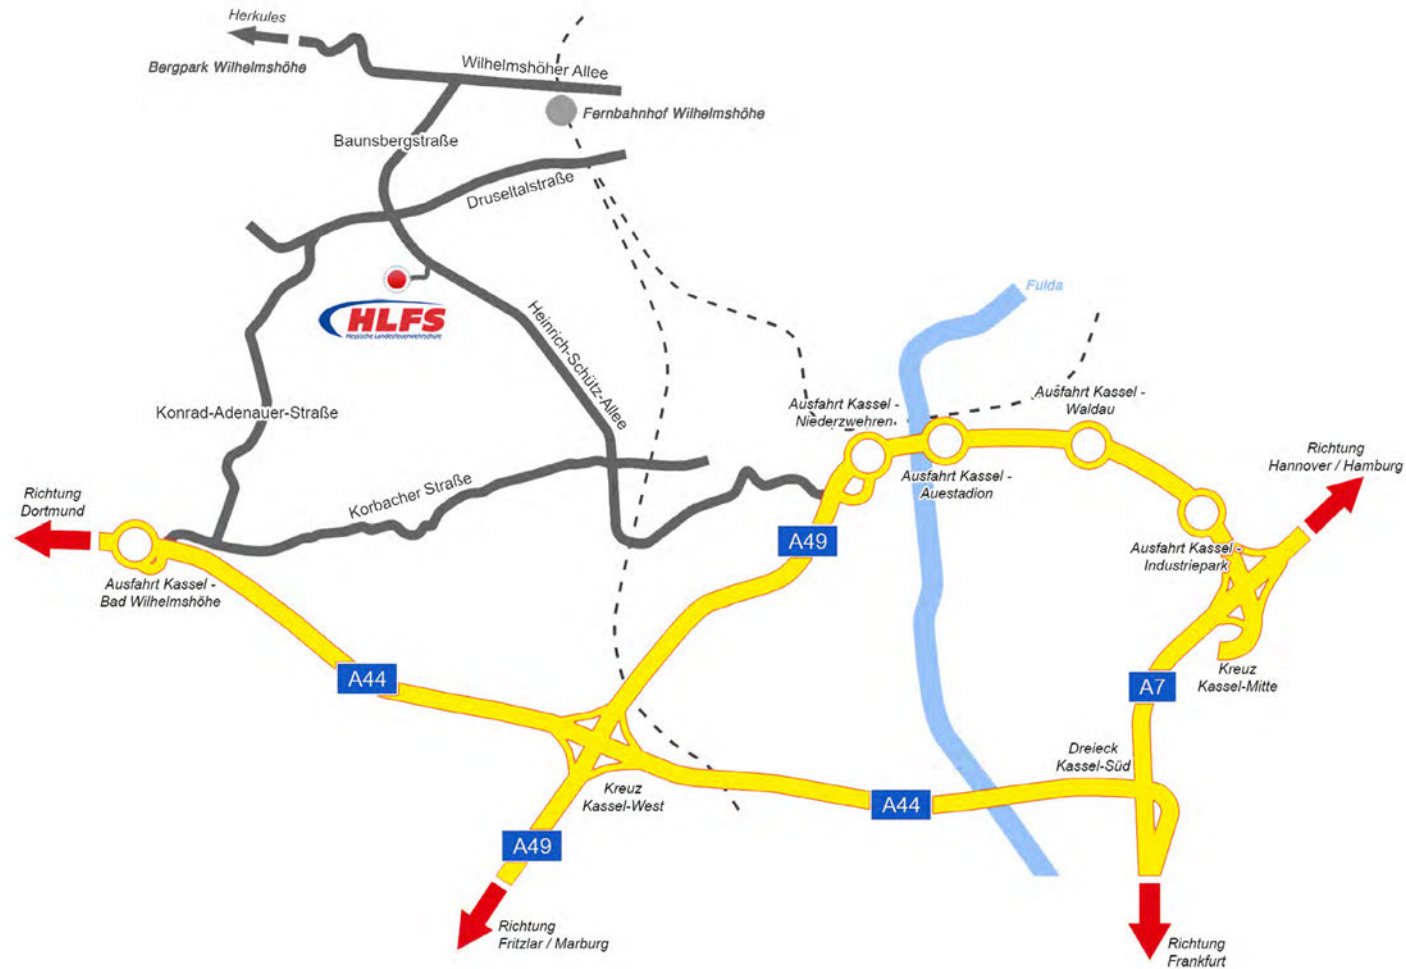 Herkules
Bergpark Wilhelmshöhe
Wilhelmshöher Allee
Fernbahnhof Wilhelmshöhe
Baunsbergstraße
Druseltalstraße
HLFS
Hessische Landesfeuerwehrschule
Heinrich-Schütz-Allee
Fulda
Konrad-Adenauer-Straße
Ausfahrt Kassel -
Niederzwehren
Ausfahrt Kassel -
Waldau
Richtung
Hannover / Hamburg
Ausfahrt Kassel -
Auestadion
Korbacher Straße
Richtung
Dortmund
A49
Ausfahrt Kassel -
Industriepark
Ausfahrt Kassel -
Bad Wilhelmshöhe
A44
Kreuz
Kassel-Mitte
A7
Dreieck
Kassel-Süd
Kreuz
Kassel-West
A44
A49
Richtung
Fritzlar / Marburg
Richtung
Frankfurt